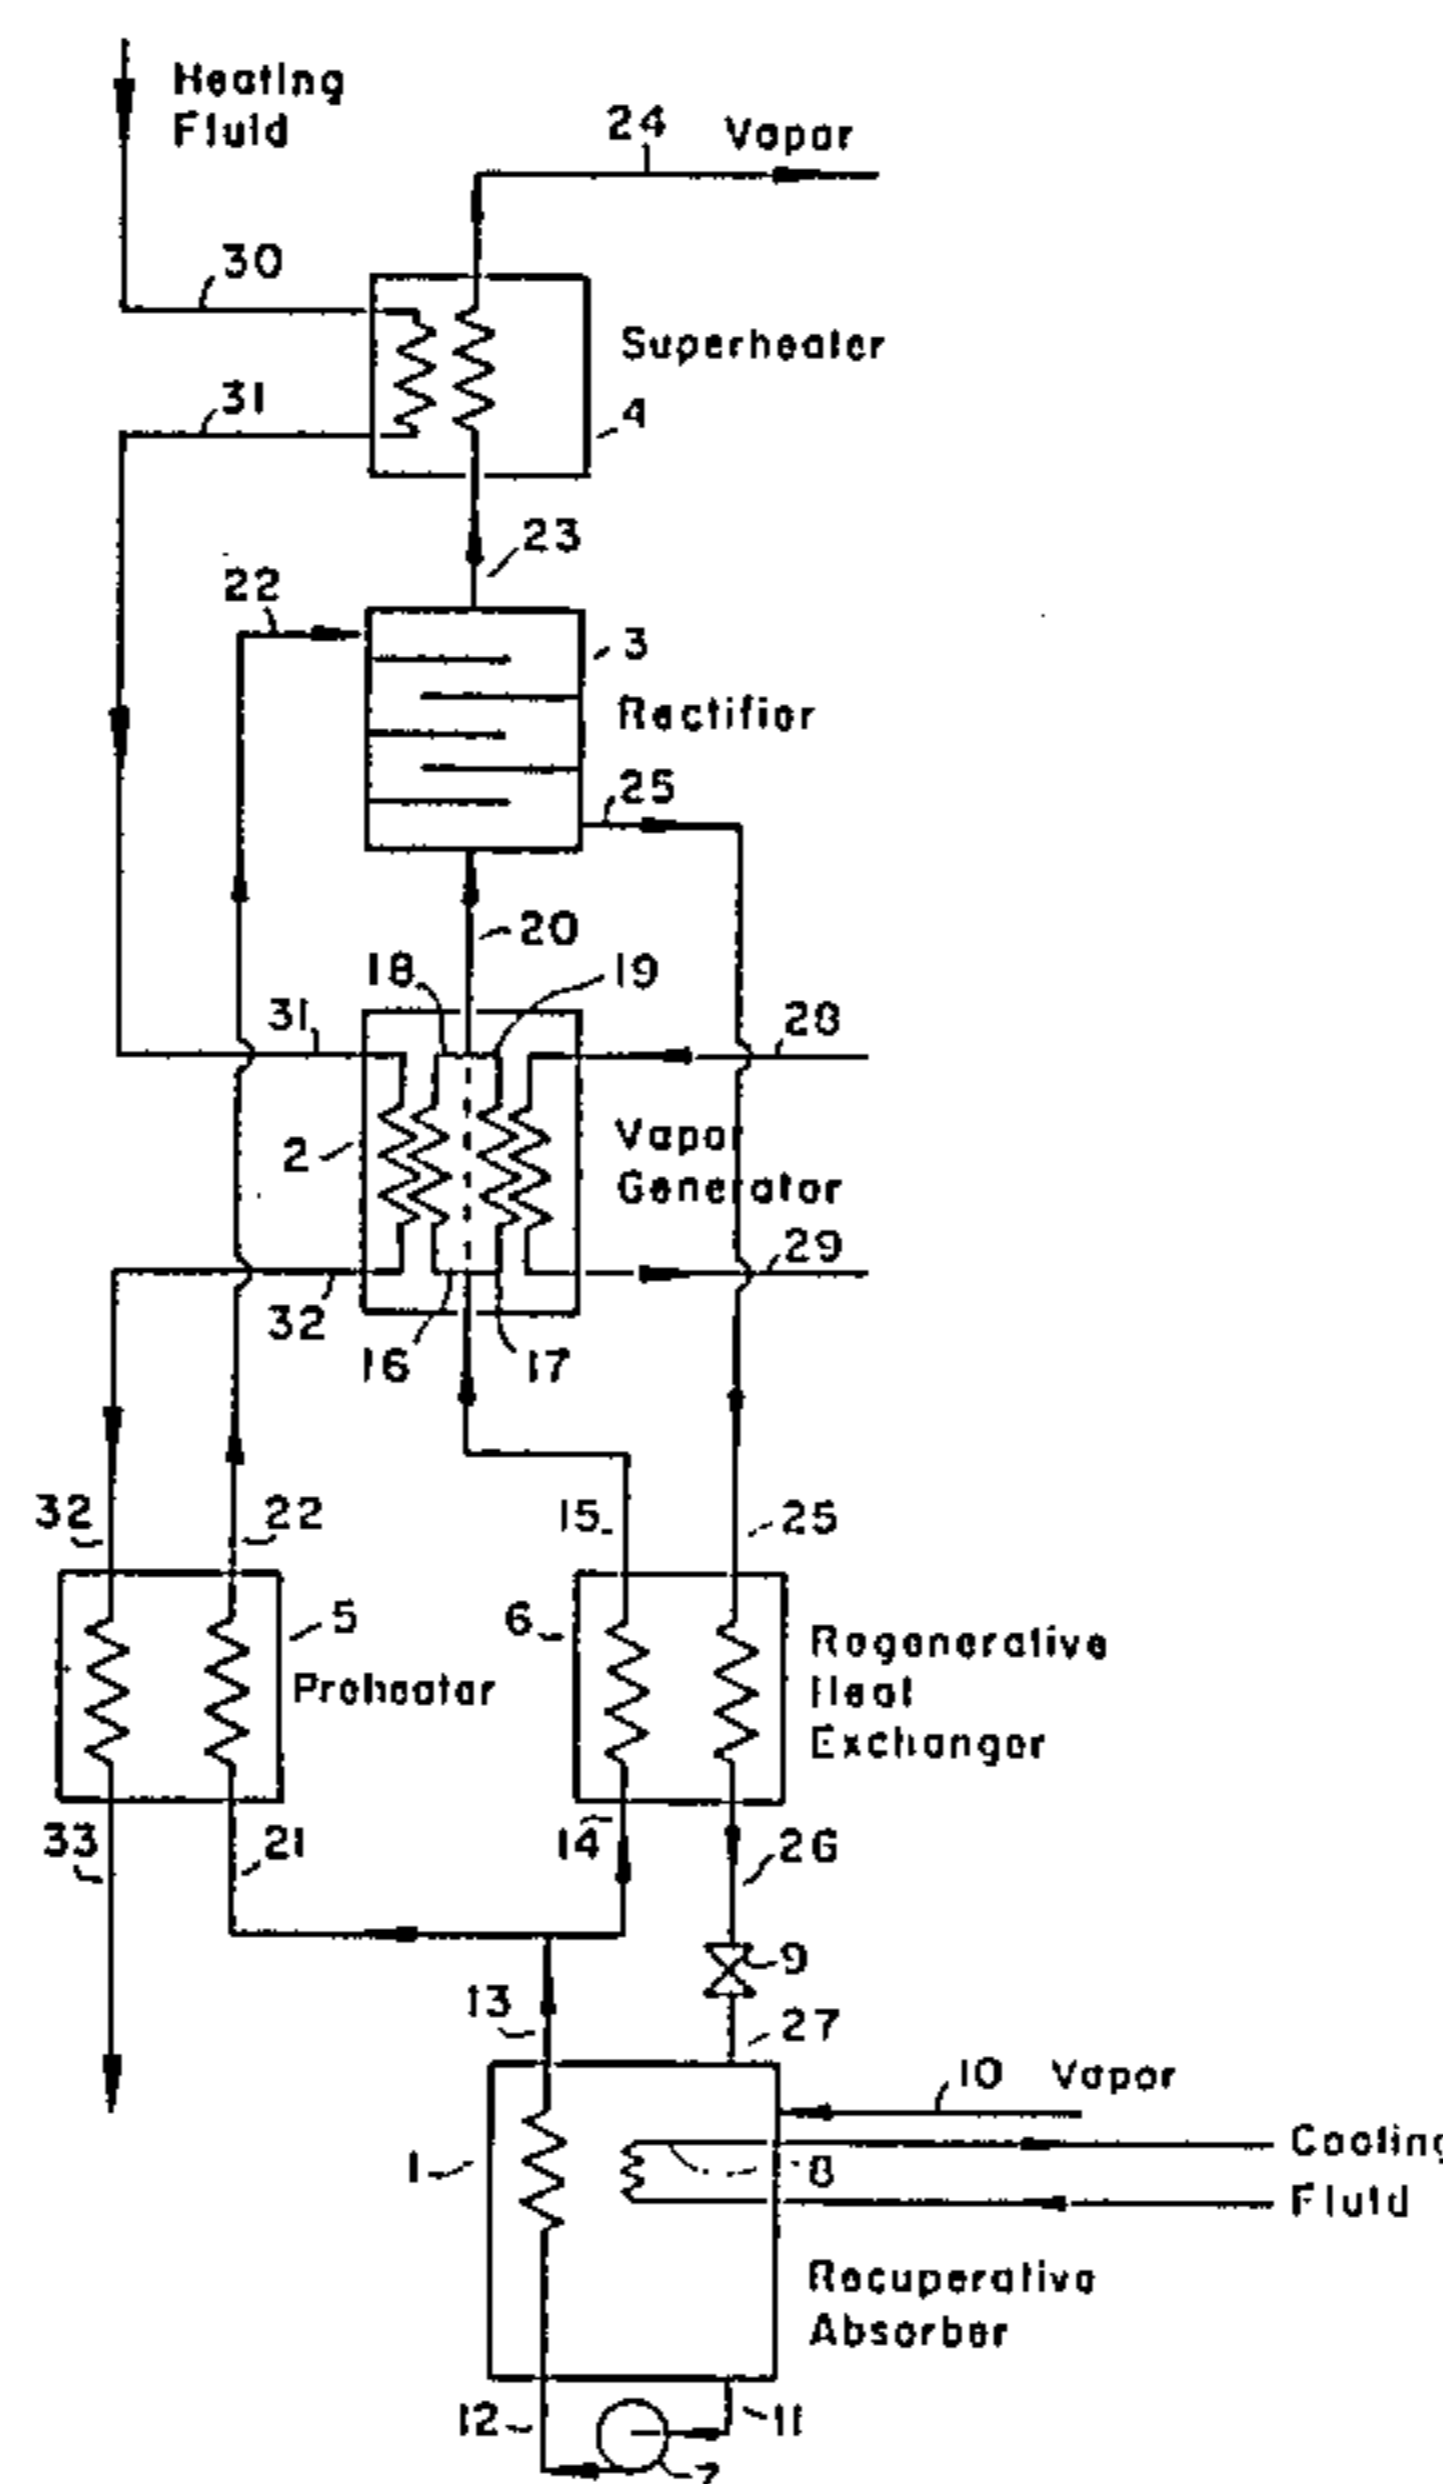 Heating
Fluid
24 Vapor
30
Superheater
31
4
23
22
3
Rectifier
25
20
18 19
31 28
2
Vapor
Generator
29
32
16 17
32 22 15 25
5 6
Preheater
Regenerative
Heat
Exchanger
33 21 14 26
9
13
27
10 Vapor
Cooling
1 8
Fluid
Recuperative
Absorber
12 11
7